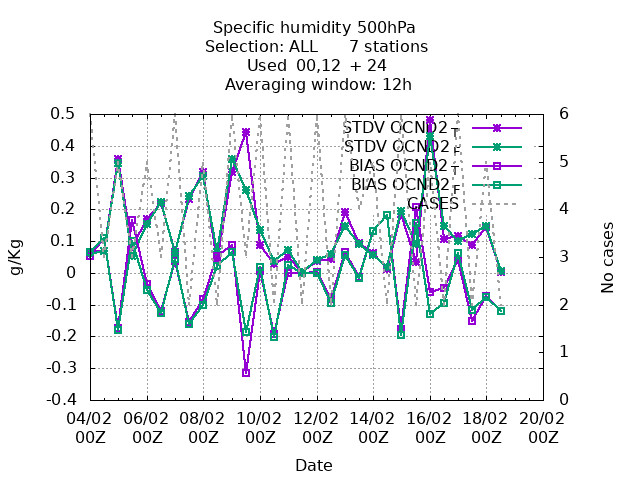 Specific humidity 500hPa
Selection: ALL 7 stations
Used 00,12 + 24
Averaging window: 12h
0.5
0.4
0.3
0.2
0.1
0
-0.1
-0.2
-0.3
-0.4
g/Kg
STDV OCND2 T
STDV OCND2 F
BIAS OCND2 T
BIAS OCND2 F
CASES
6
5
4
3
2
1
0
No cases
04/02 06/02 08/02 10/02 12/02 14/02 16/02 18/02 20/02
00Z 00Z 00Z 00Z 00Z 00Z 00Z 00Z 00Z
Date